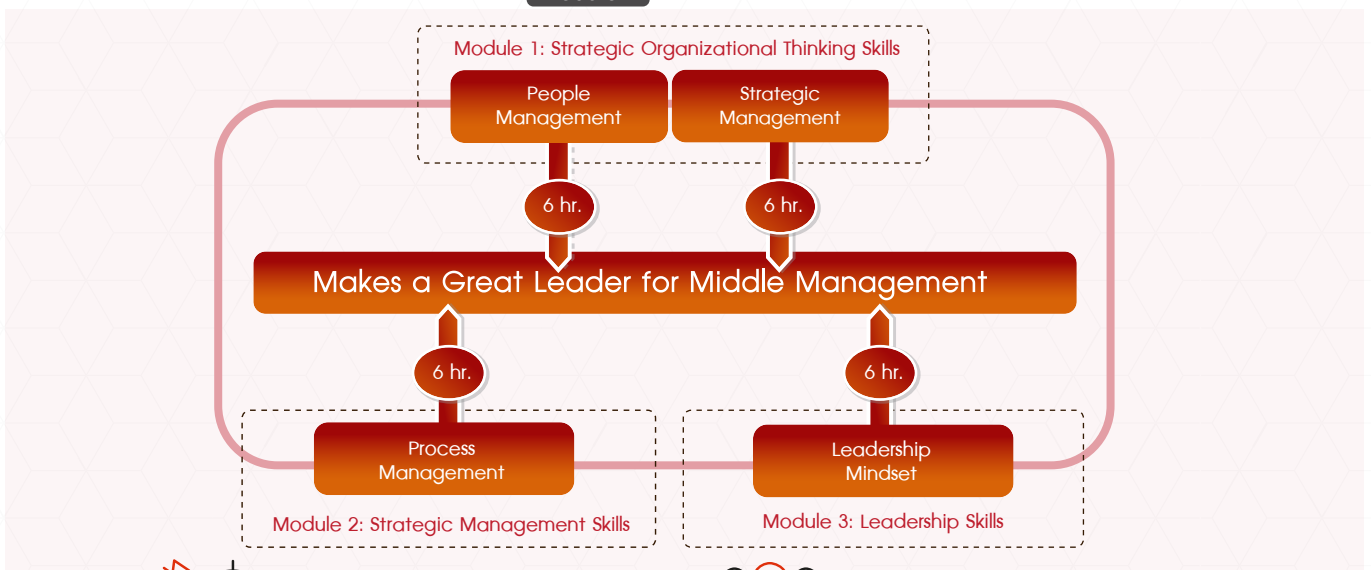 Module 1: Strategic Organizational Thinking Skills
People
Management
Strategic
Management
6 hr.
6 hr.
Makes a Great Leader for Middle Management
6 hr.
6 hr.
Process
Management
Leadership
Mindset
Module 2: Strategic Management Skills
Module 3: Leadership Skills